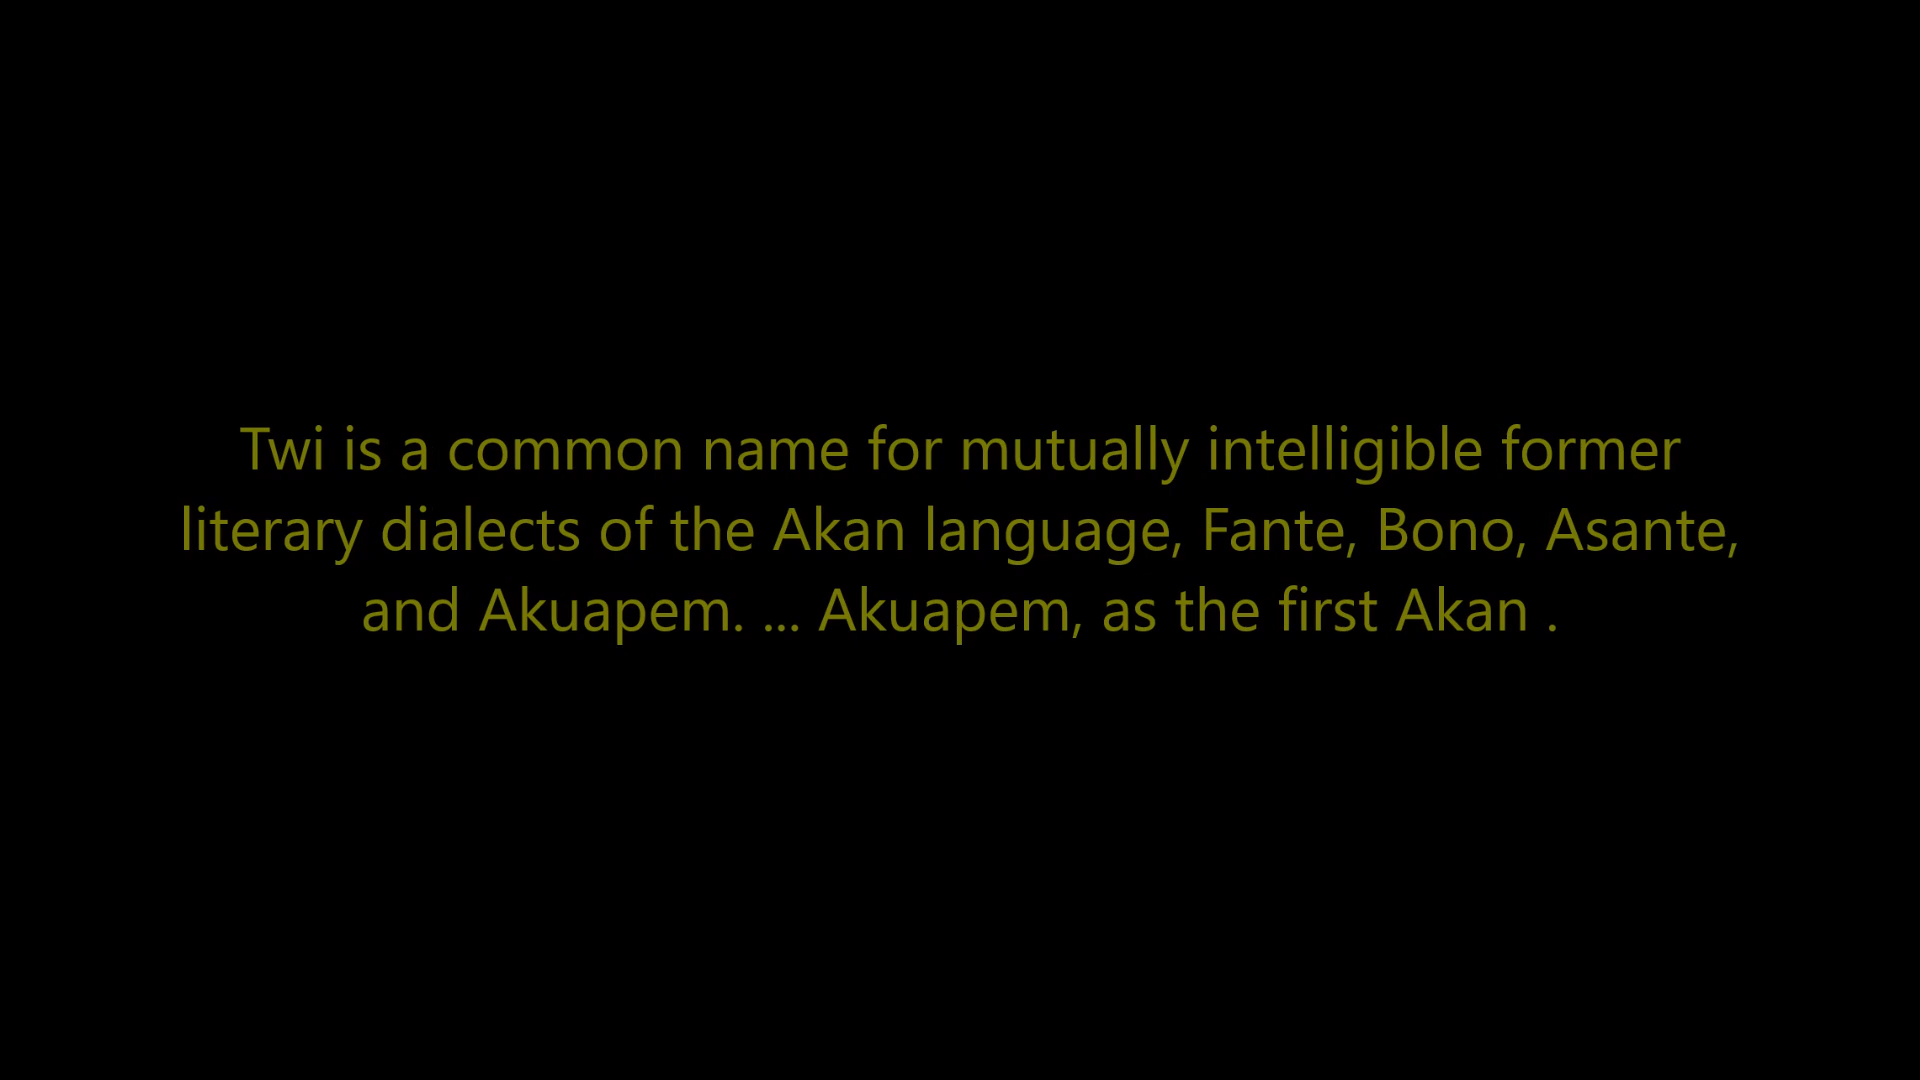 Twi is a common name for mutually intelligible former
literary dialects of the Akan language, Fante, Bono, Asante,
and Akuapem. ... Akuapem, as the first Akan .